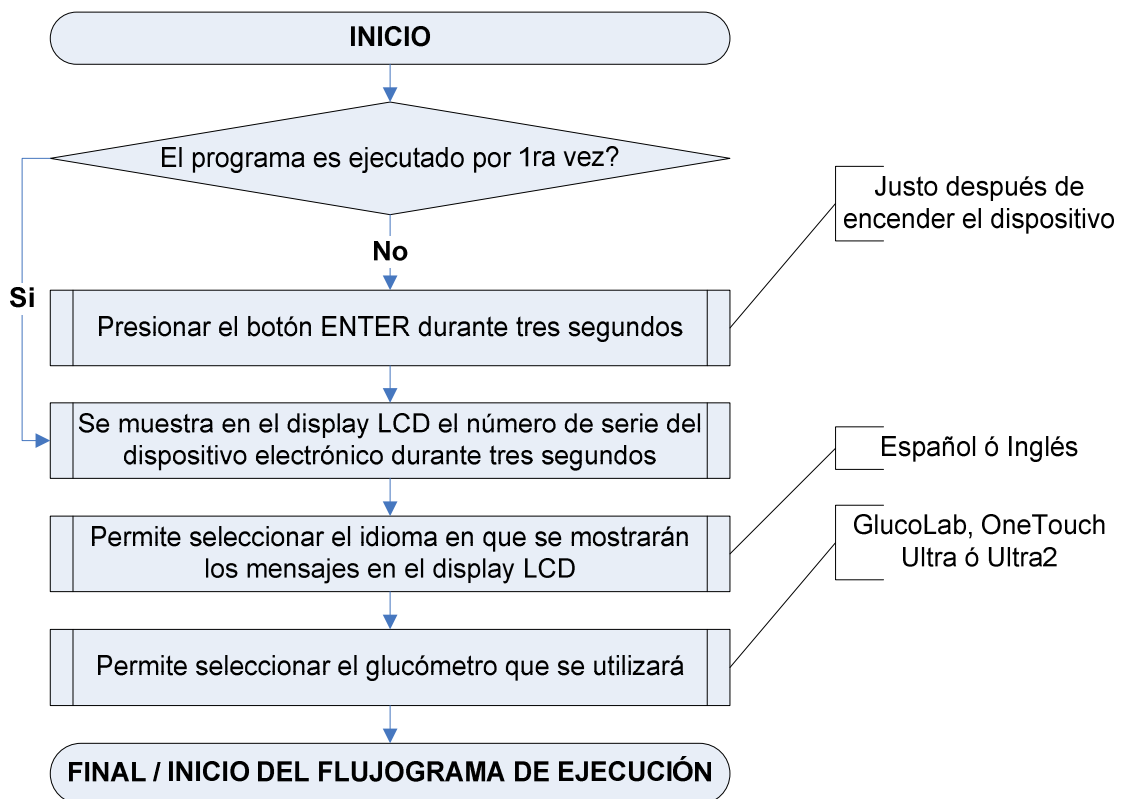 INICIO
El programa es ejecutado por 1ra vez?
Justo después de
encender el dispositivo
No
Si
Presionar el botón ENTER durante tres segundos
Se muestra en el display LCD el número de serie del
dispositivo electrónico durante tres segundos
Español ó Inglés
Permite seleccionar el idioma en que se mostrarán
los mensajes en el display LCD
GlucoLab, OneTouch
Ultra ó Ultra2
Permite seleccionar el glucómetro que se utilizará
FINAL / INICIO DEL FLUJOGRAMA DE EJECUCIÓN